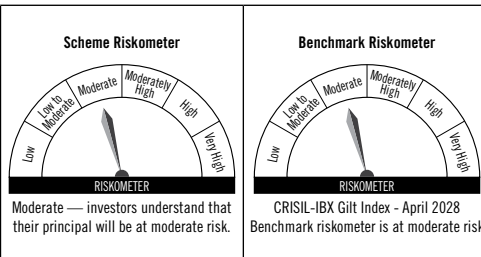 Scheme Riskometer
Low
Low to
Moderate
Moderate
Moderately
High
High
Very High
RISKOMETER
Moderate — investors understand that
their principal will be at moderate risk.
Benchmark Riskometer
Low
Low to
Moderate
Moderate
Moderately
High
High
Very High
RISKOMETER
CRISIL-IBX Gilt Index - April 2028
Benchmark riskometer is at moderate risk